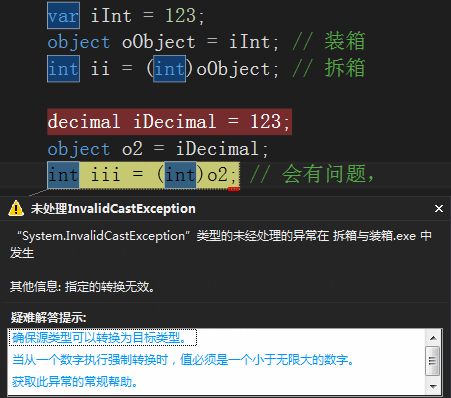 var iInt = 123;
object oObject = iInt; // 装箱
int ii = (int)oObject; // 拆箱
decimal iDecimal = 123;
object o2 = iDecimal;
int iii = (int)o2; // 会有问题,
未处理InvalidCastException
“System.InvalidCastException”类型的未经处理的异常在 拆箱与装箱.exe 中
发生
其他信息: 指定的转换无效。
疑难解答提示:
确保源类型可以转换为目标类型。
当从一个数字执行强制转换时，值必须是一个小于无限大的数字。
获取此异常的常规帮助。